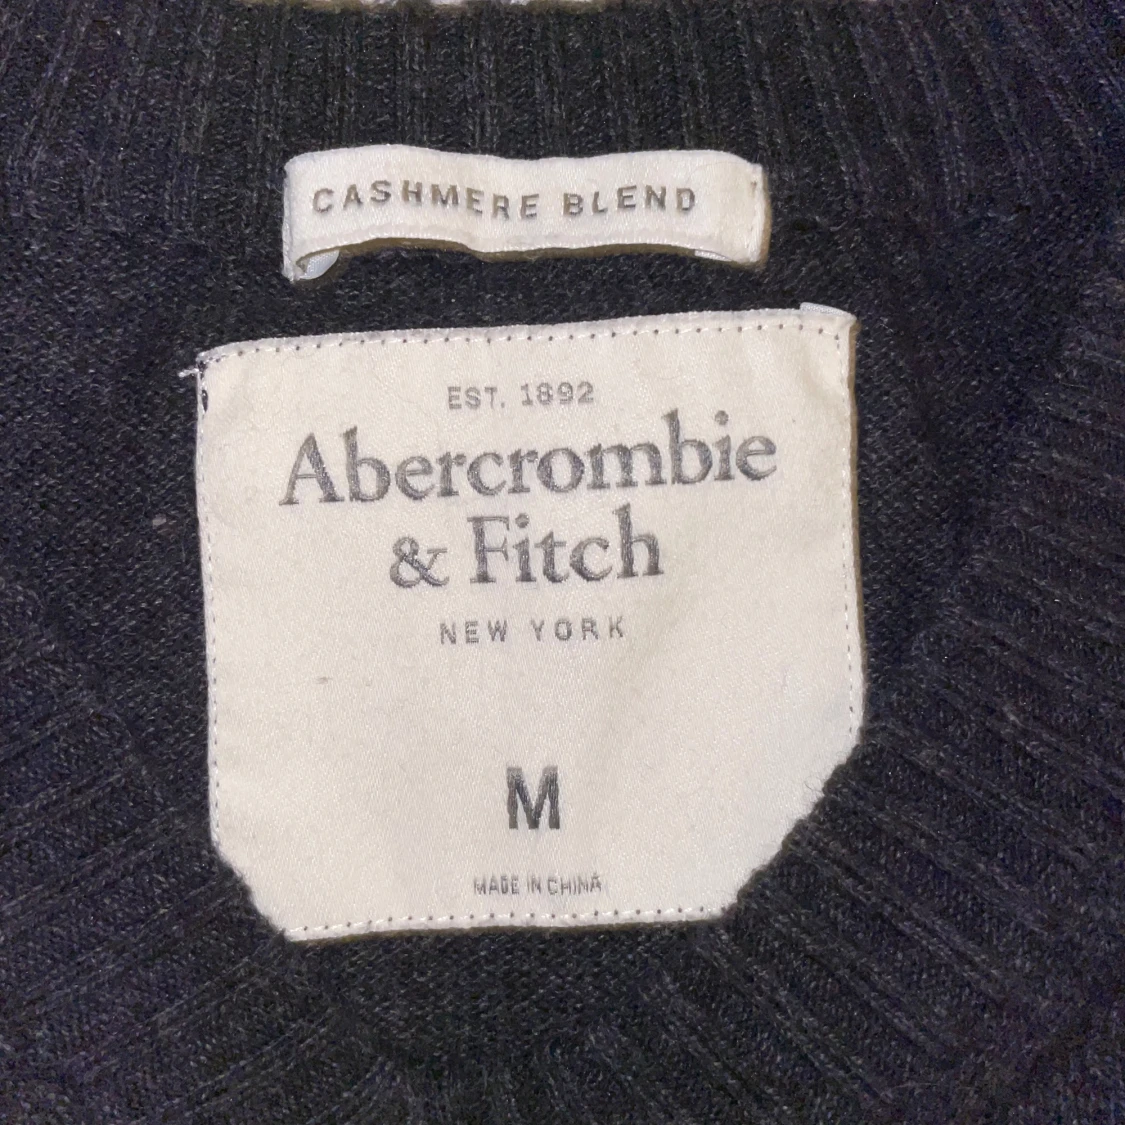 CASHMERE BLEND
EST. 1892
Abercrombie
& Fitch
NEW YORK
M
MADE IN CHINA